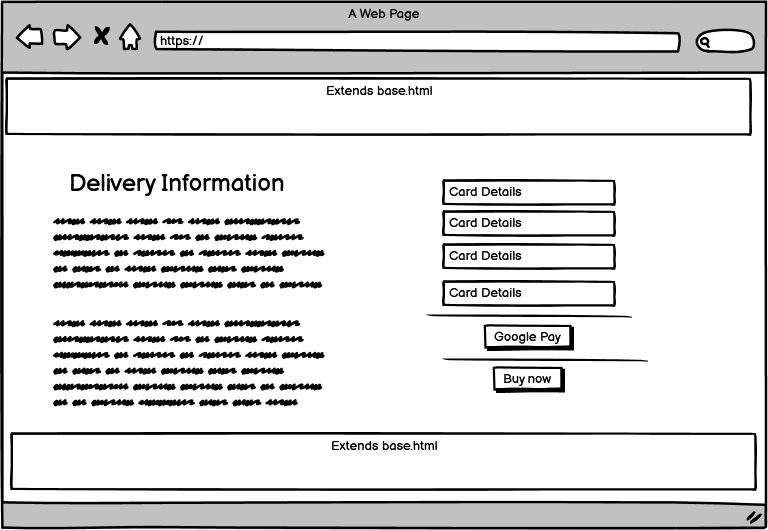 A Web Page
https://
Extends base.html
Delivery Information
Card Details
Card Details
Card Details
Card Details
Google Pay
Buy now
Extends base.html